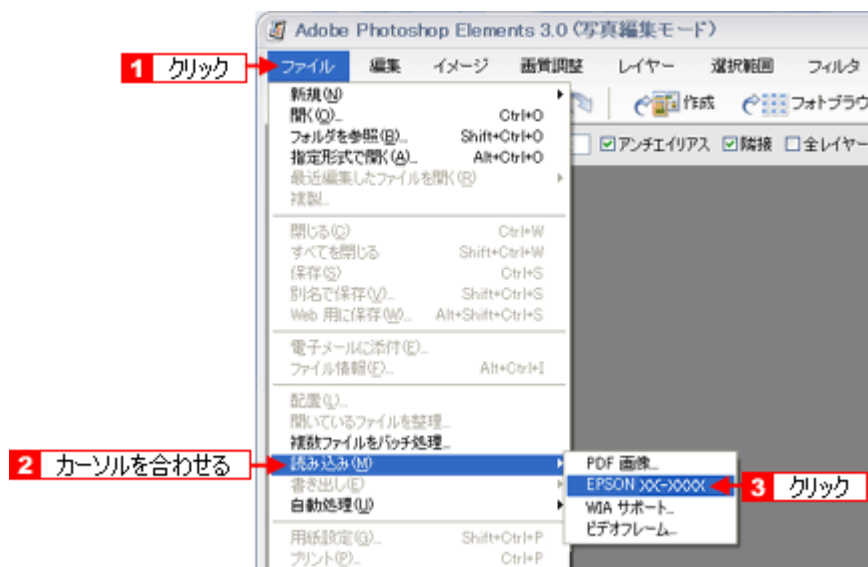 Adobe Photoshop Elements 3.0 (写真編集モード)
1 クリック
ファイル 編集 イメージ 画質調整 レイヤー 選択範囲 フィルタ
作成 フォトブラウ
アンチエイリアス 隣接 全レイヤー
新規(N)
開く(O)... Ctrl+O
フォルダを参照(B)... Shift+Ctrl+O
指定形式で開く(A)... Alt+Ctrl+O
最近編集したファイルを開く(R)
複製...
閉じる(C) Ctrl+W
すべてを閉じる Shift+Ctrl+W
保存(S) Ctrl+S
別名で保存(V)... Shift+Ctrl+S
Web 用に保存(W)... Alt+Shift+Ctrl+S
電子メールに添付(E)...
ファイル情報(F)... Alt+Ctrl+I
配置(L)...
開いているファイルを整理...
複数ファイルをバッチ処理...
2 カーソルを合わせる
読み込み(M)
書き出し(E)
自動処理(U)
用紙設定(G)... Shift+Ctrl+P
プリント(P)... Ctrl+P
PDF 画像...
EPSON XX-XXXX
3 クリック
WIA サポート...
ビデオフレーム...